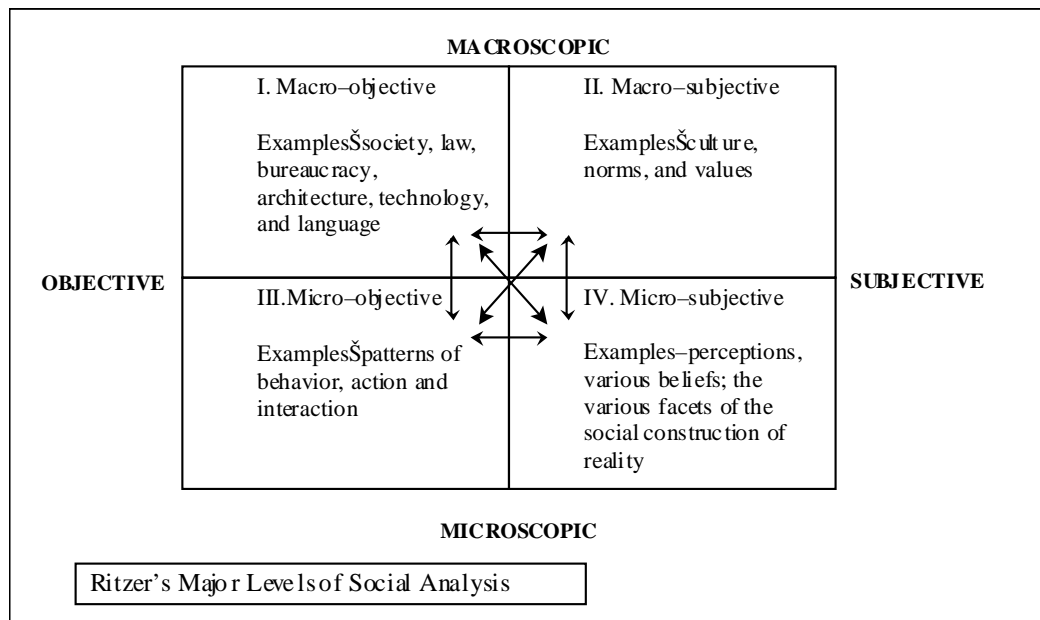 MACROSCOPIC
I. Macro–objective
ExamplesŠsociety, law,
bureaucracy,
architecture, technology,
and language
II. Macro–subjective
ExamplesŠculture,
norms, and values
OBJECTIVE
SUBJECTIVE
III.Micro–objective
ExamplesŠpatterns of
behavior, action and
interaction
IV. Micro–subjective
Examples–perceptions,
various beliefs; the
various facets of the
social construction of
reality
MICROSCOPIC
Ritzer's Major Levels of Social Analysis